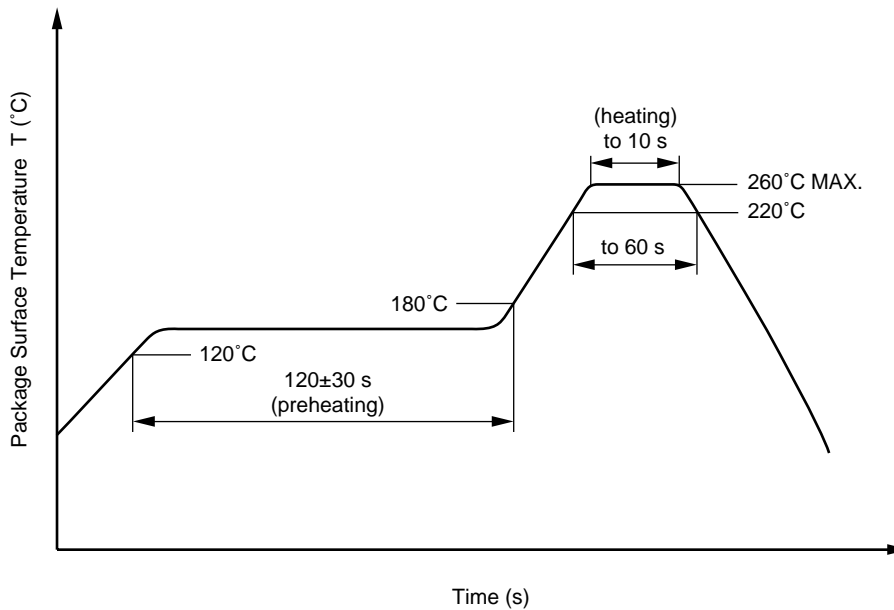 Package Surface Temperature T (˚C)
(heating)
to 10 s
260˚C MAX.
220˚C
to 60 s
180˚C
120˚C
120±30 s
(preheating)
Time (s)